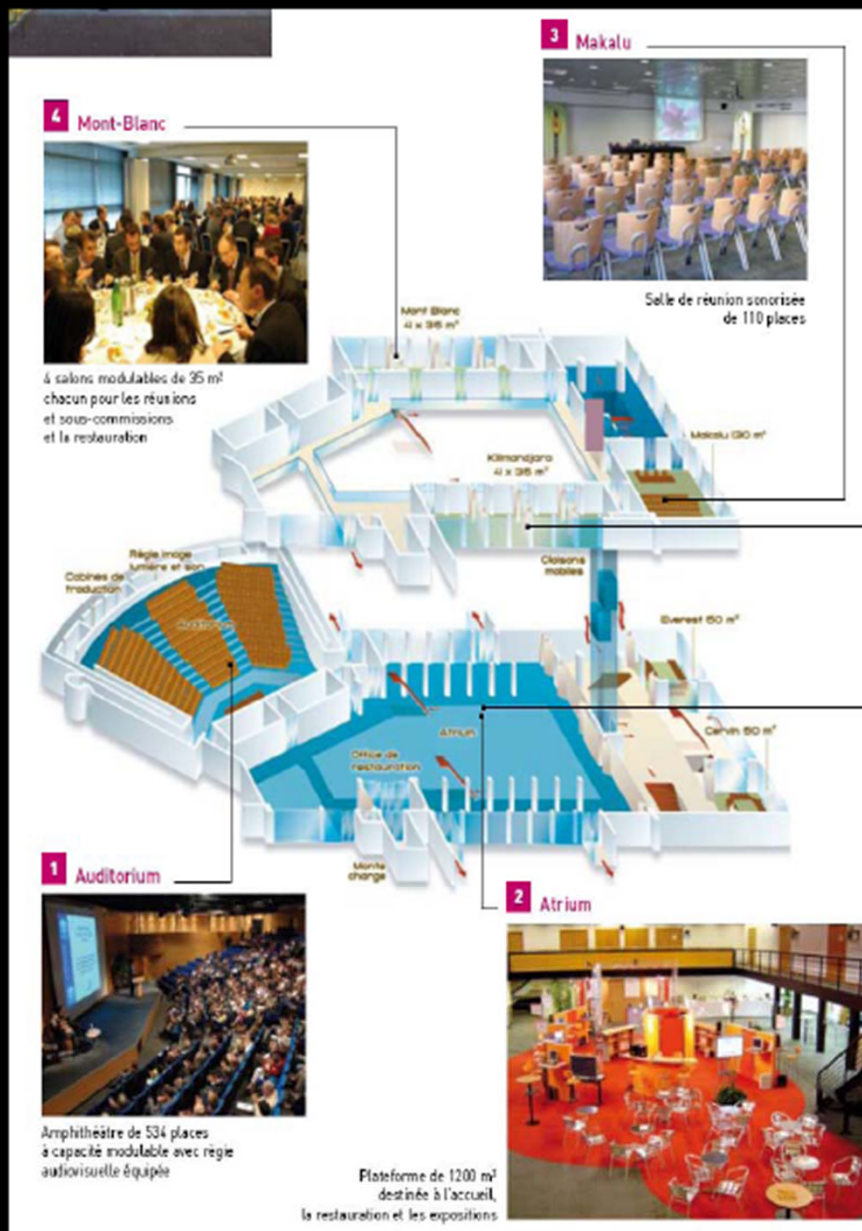 3 Makalu
4 Mont-Blanc
Salle de réunion sonorisée
de 110 places
4 salons modulables de 35 m²
chacun pour les réunions
et sous-commissions
et la restauration
Mont Blanc
4 x 35 m²
Makalu 130 m²
Kilimandjaro
4 x 35 m²
Régie image
lumière et son
Cabines de
traduction
Cloisons
mobiles
Auditorium
Everest 50 m²
Atrium
Cervin 50 m²
Office de
restauration
Monte
charge
1 Auditorium
2 Atrium
Amphithéâtre de 534 places
à capacité modulable avec régie
audiovisuelle équipée
Plateforme de 1200 m²
destinée à l'accueil,
la restauration et les expositions